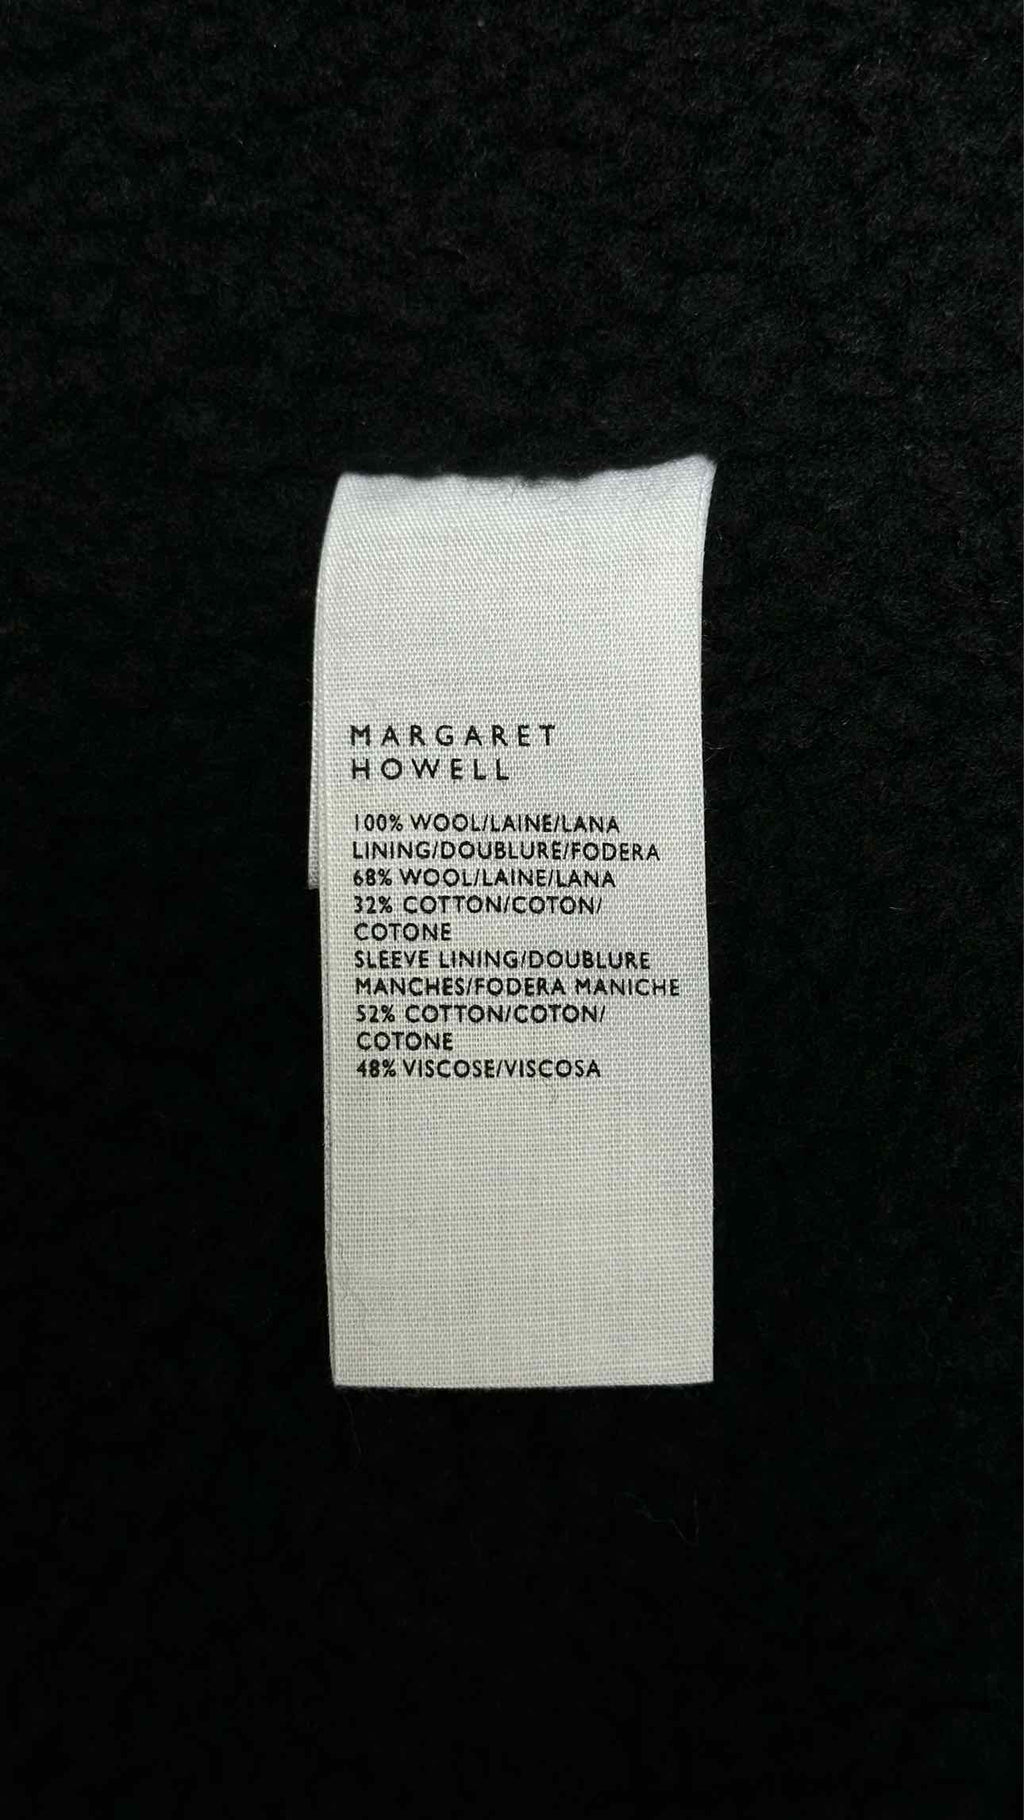 MARGARET
HOWELL
100% WOOL/LAINE/LANA
LINING/DOUBLURE/FODERA
68% WOOL/LAINE/LANA
32% COTTON/COTON/
COTONE
SLEEVE LINING/DOUBLURE
MANCHES/FODERA MANICHE
52% COTTON/COTON/
COTONE
48% VISCOSE/VISCOSA